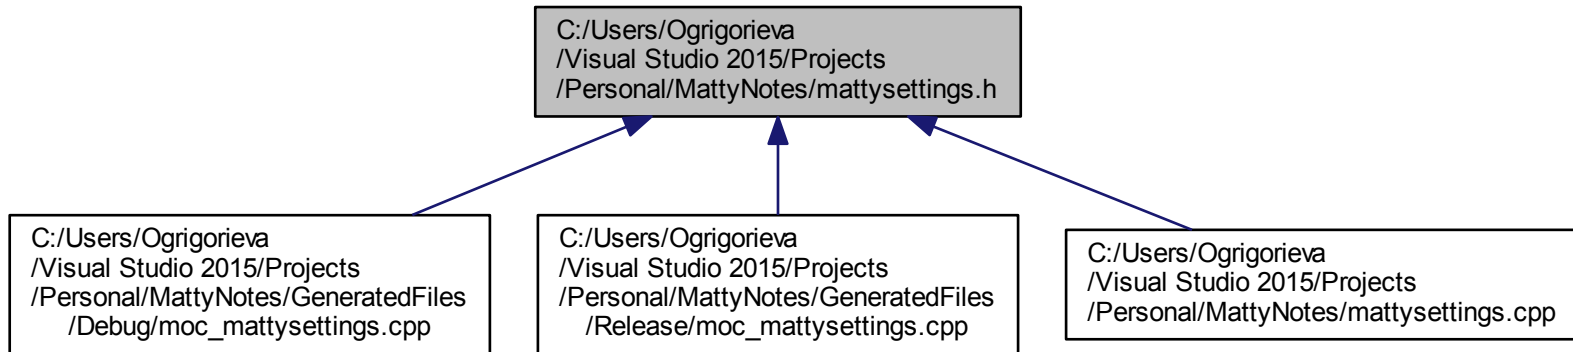 C:/Users/Ogrigorieva
/Visual Studio 2015/Projects
/Personal/MattyNotes/mattysettings.h
C:/Users/Ogrigorieva
/Visual Studio 2015/Projects
/Personal/MattyNotes/GeneratedFiles
/Debug/moc_mattysettings.cpp
C:/Users/Ogrigorieva
/Visual Studio 2015/Projects
/Personal/MattyNotes/GeneratedFiles
/Release/moc_mattysettings.cpp
C:/Users/Ogrigorieva
/Visual Studio 2015/Projects
/Personal/MattyNotes/mattysettings.cpp